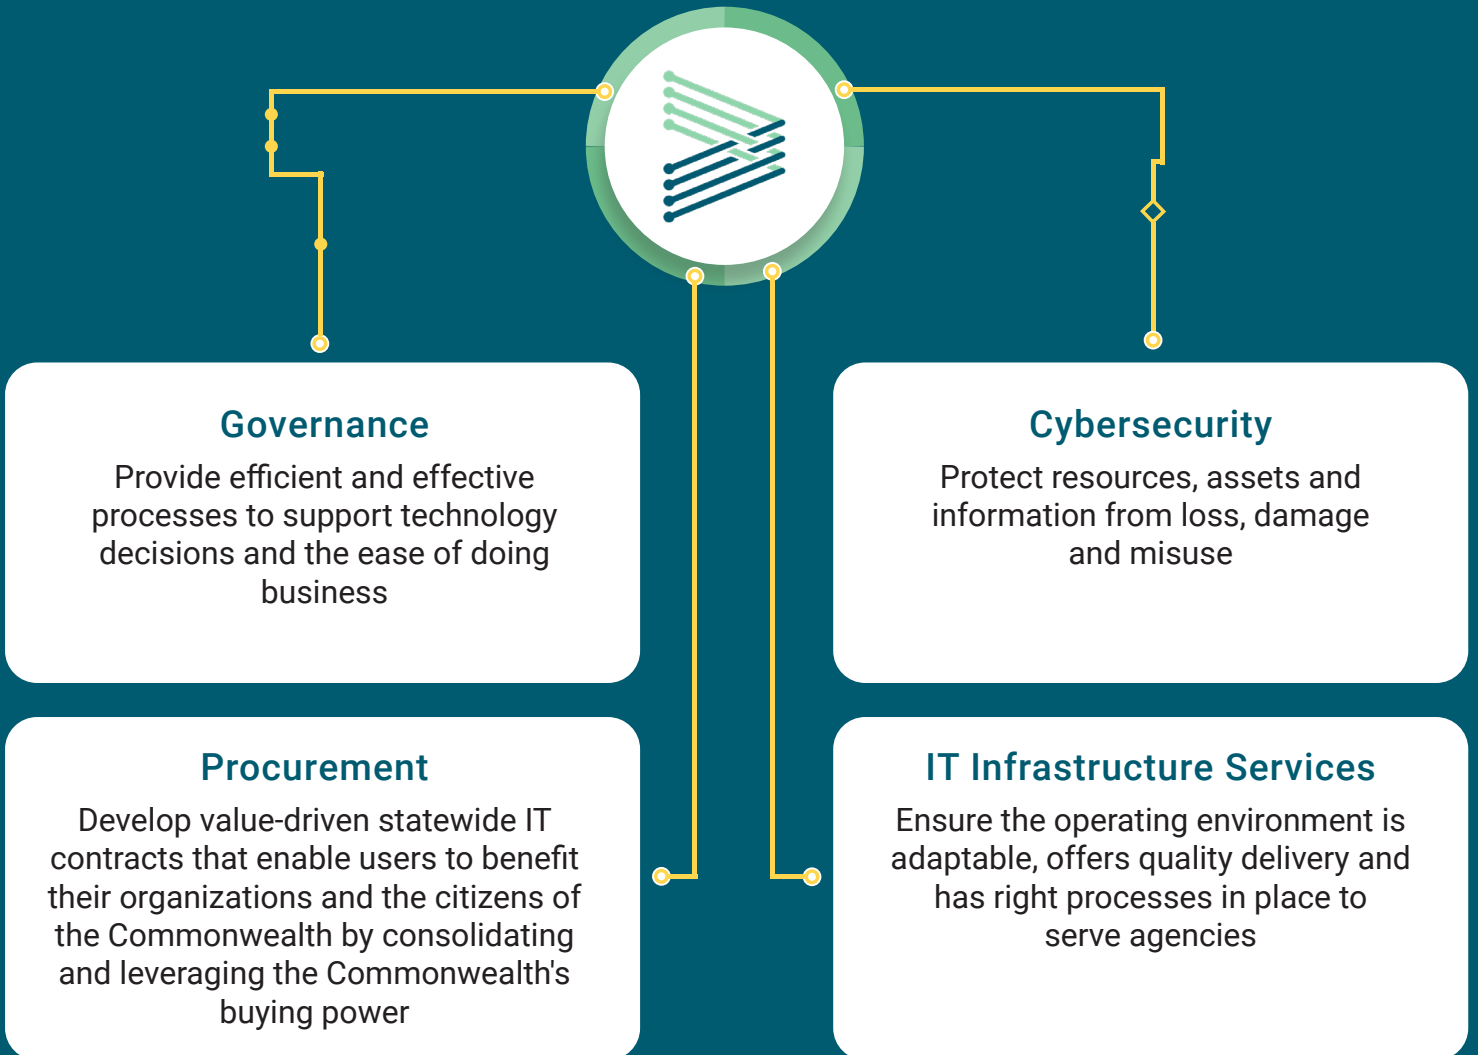 Governance
Provide efficient and effective
processes to support technology
decisions and the ease of doing
business
Cybersecurity
Protect resources, assets and
information from loss, damage
and misuse
Procurement
Develop value-driven statewide IT
contracts that enable users to benefit
their organizations and the citizens of
the Commonwealth by consolidating
and leveraging the Commonwealth's
buying power
IT Infrastructure Services
Ensure the operating environment is
adaptable, offers quality delivery and
has right processes in place to
serve agencies